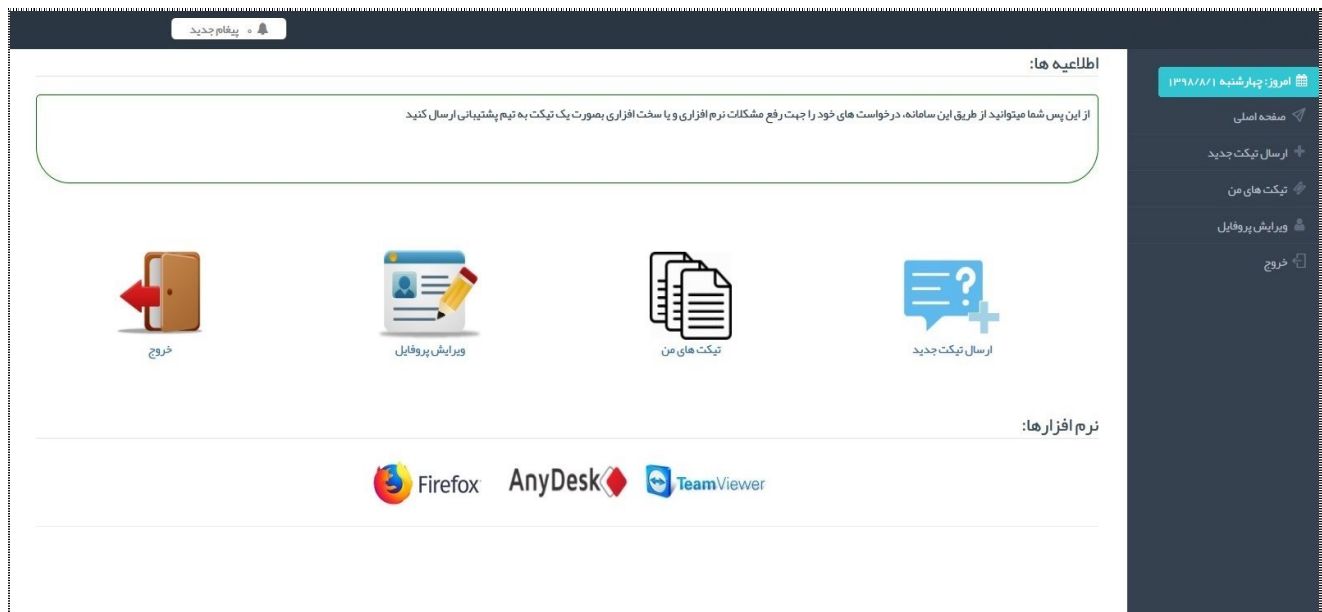 ۰ پیغام جدید
امروز: چهارشنبه ۱۳۹۸/۸/۱
صفحه اصلی
ارسال تیکت جدید
تیکت های من
ویرایش پروفایل
خروج
اطلاعیه ها:
از این پس شما میتوانید از طریق این سامانه، درخواست های خود را جهت رفع مشکلات نرم افزاری و یا سخت افزاری بصورت یک تیکت به تیم پشتیبانی ارسال کنید
ارسال تیکت جدید
تیکت های من
ویرایش پروفایل
خروج
نرم افزارها:
TeamViewer
AnyDesk
Firefox